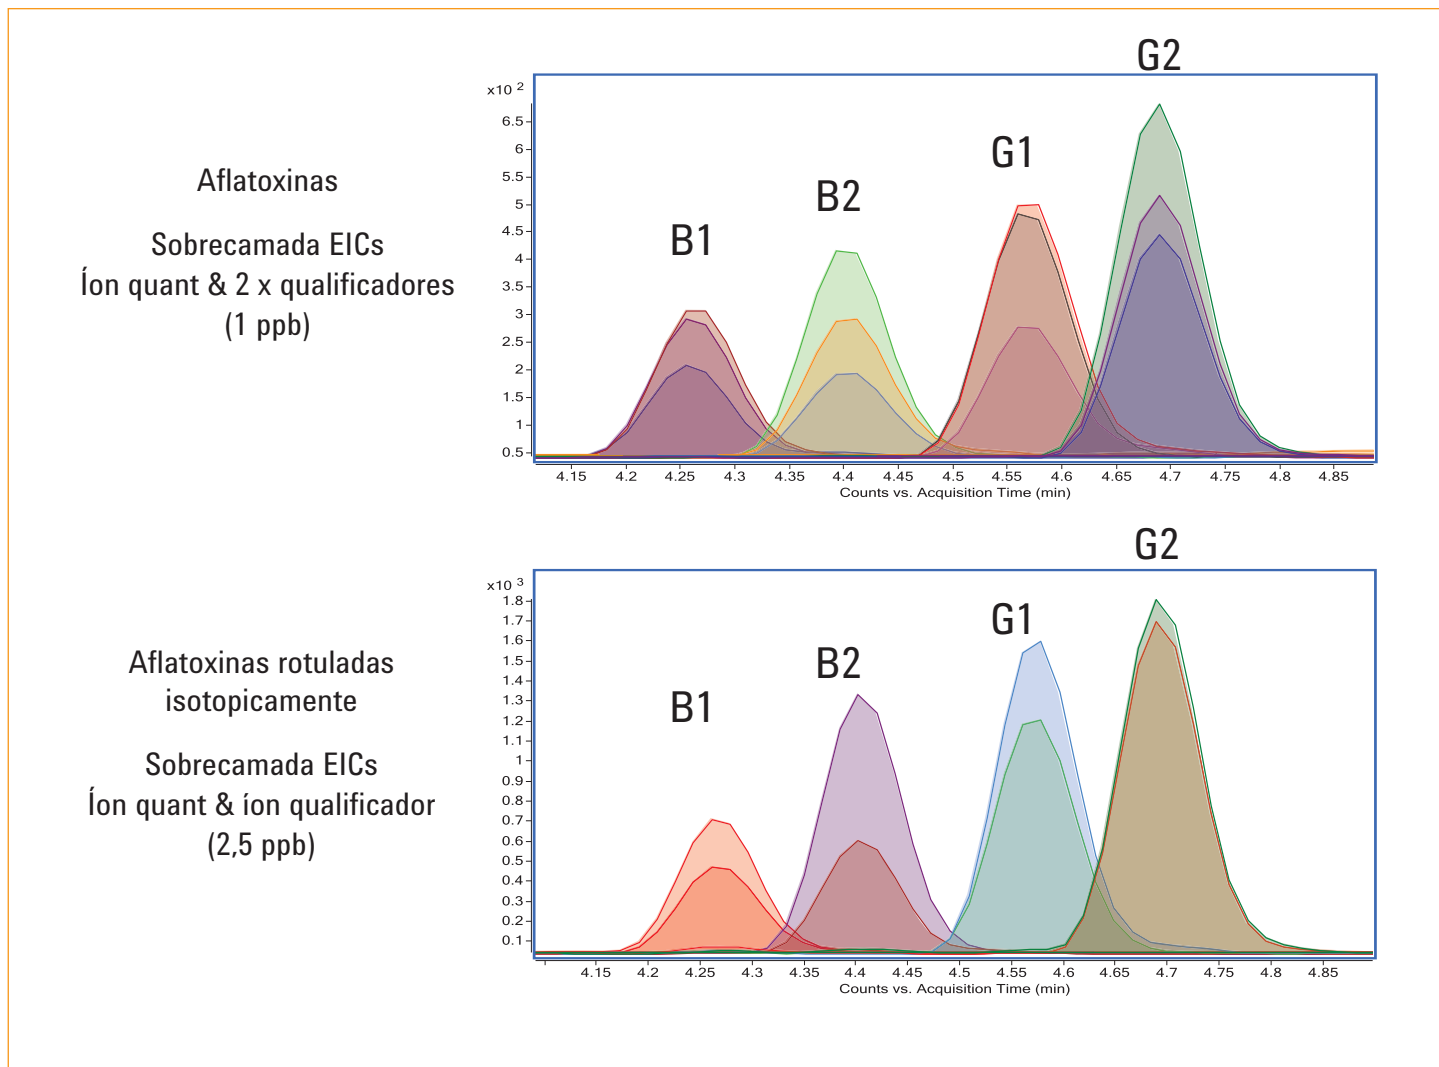 Aflatoxinas
Sobrecamada EICs
Íon quant & 2 x qualificadores
(1 ppb)
x10 2
6.5
6
5.5
5
4.5
4
3.5
3
2.5
2
1.5
1
0.5
B1
B2
G1
G2
4.15 4.2 4.25 4.3 4.35 4.4 4.45 4.5 4.55 4.6 4.65 4.7 4.75 4.8 4.85
Counts vs. Acquisition Time (min)
Aflatoxinas rotuladas
isotopicamente
Sobrecamada EICs
Íon quant & íon qualificador
(2,5 ppb)
x10 3
1.8
1.7
1.6
1.5
1.4
1.3
1.2
1.1
1
0.9
0.8
0.7
0.6
0.5
0.4
0.3
0.2
0.1
B1
B2
G1
G2
4.15 4.2 4.25 4.3 4.35 4.4 4.45 4.5 4.55 4.6 4.65 4.7 4.75 4.8 4.85
Counts vs. Acquisition Time (min)